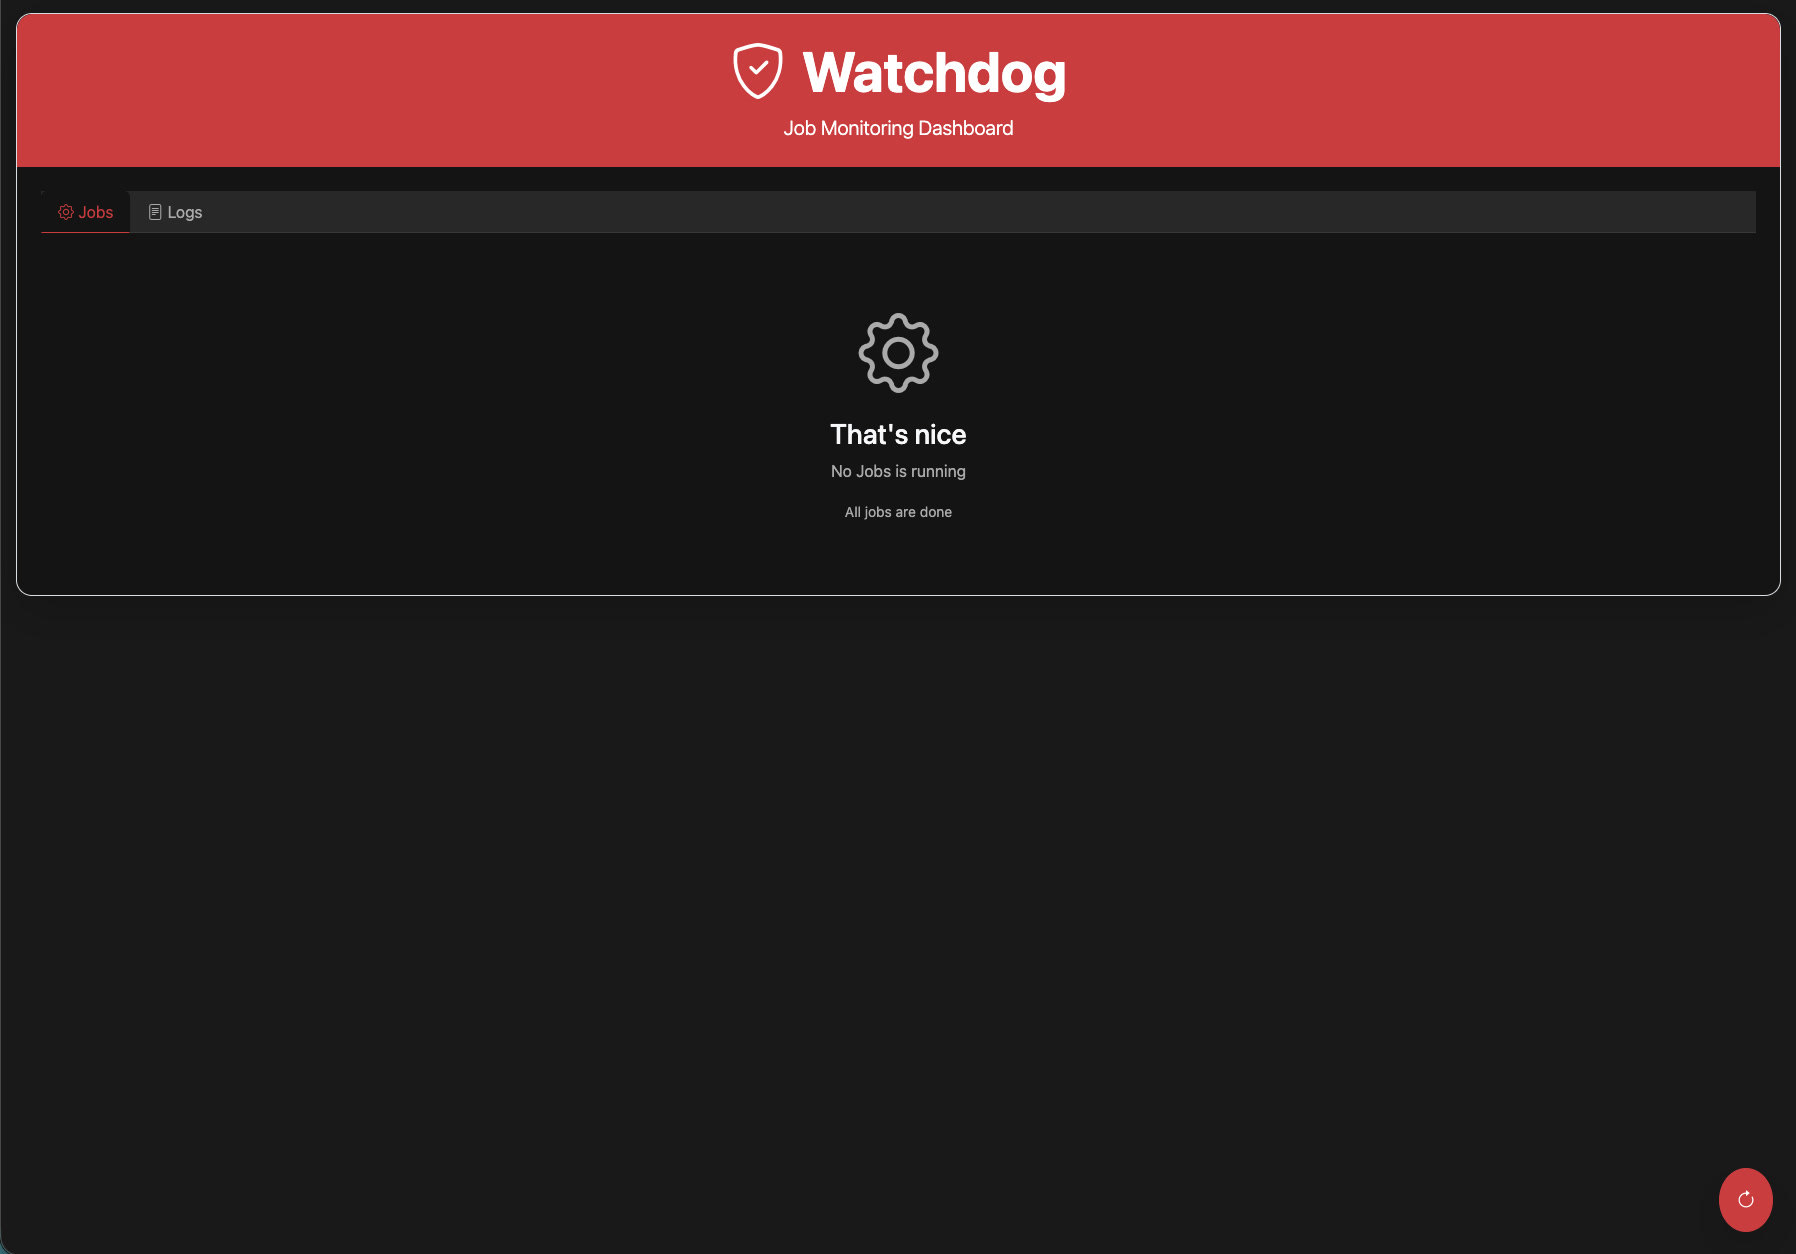 Watchdog
Job Monitoring Dashboard
Jobs
Logs
That's nice
No Jobs is running
All jobs are done